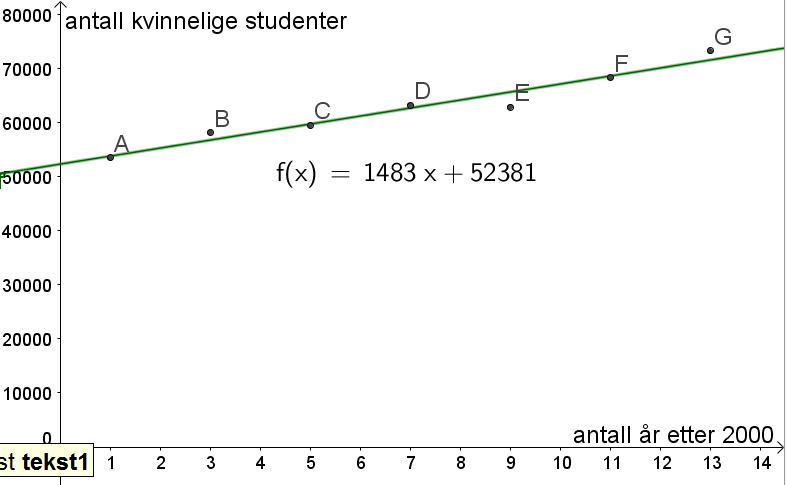 80000 antall kvinnelige studenter
70000
60000
50000
40000
30000
20000
10000
0
A
B
C
D
E
F
G
f
f(x) = 1483 x + 52381
antall år etter 2000
1 2 3 4 5 6 7 8 9 10 11 12 13 14
st tekst1